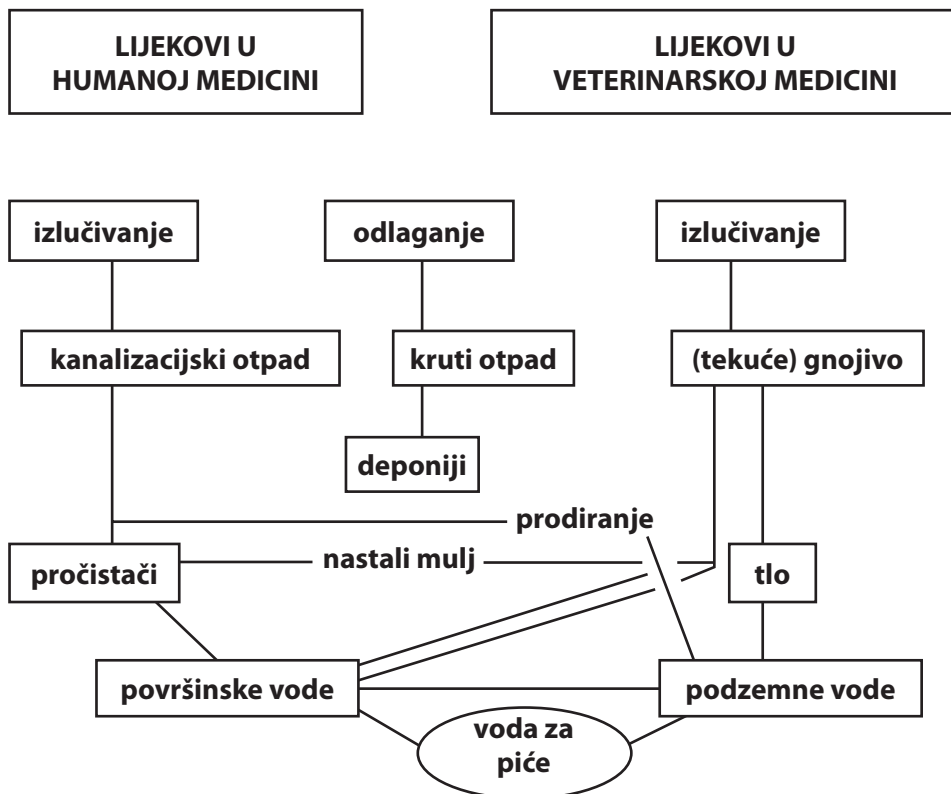 LIJEKOVI U
HUMANOJ MEDICINI
LIJEKOVI U
VETERINARSKOJ MEDICINI
izlučivanje
odlaganje
izlučivanje
kanalizacijski otpad
kruti otpad
(tekuće) gnojivo
deponiji
prodiranje
pročistači
nastali mulj
tlo
površinske vode
podzemne vode
voda za
piće